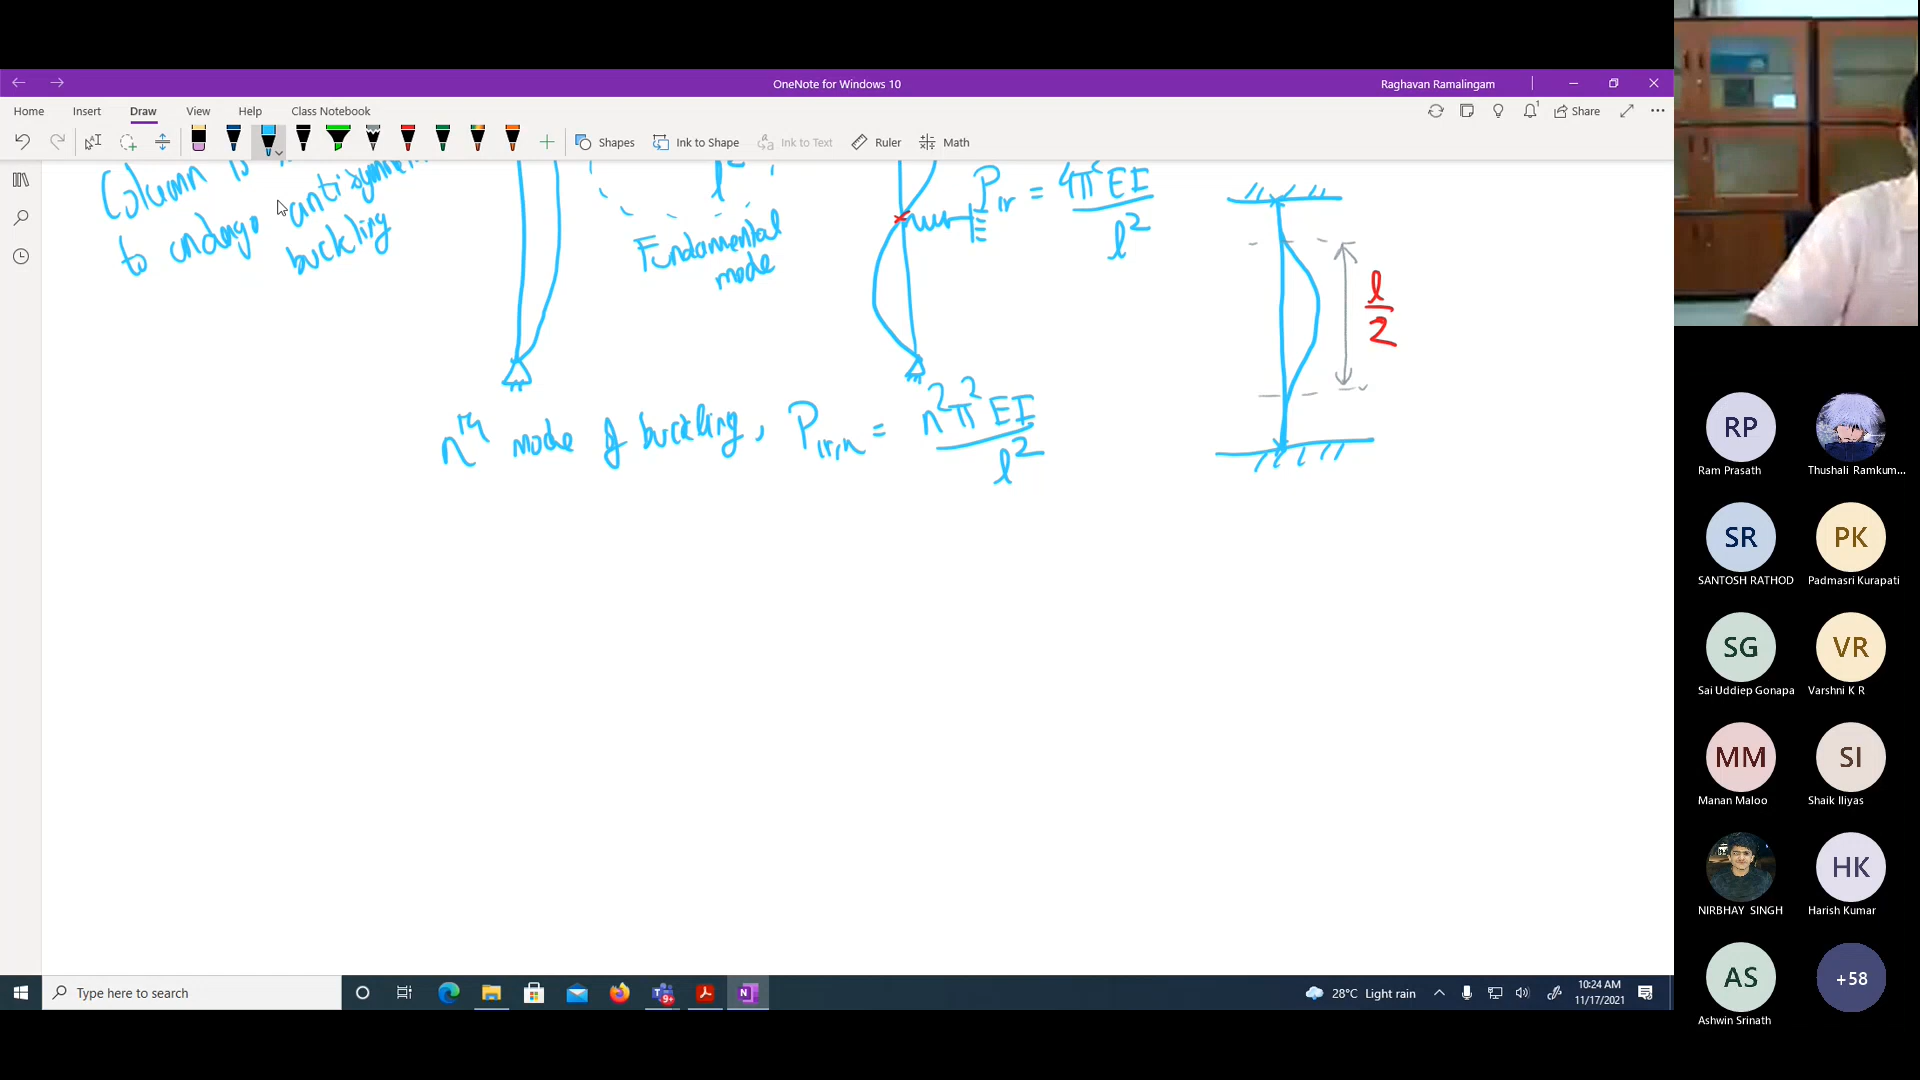 OneNote for Windows 10
Raghavan Ramalingam
Home Insert Draw View Help Class Notebook
Share
Shapes Ink to Shape Ink to Text Ruler Math
Column is
to undergo antisymme
buckling
l²
Fundamental
mode
Pcr = 4π²EI
l²
l
2
nth mode of buckling, Pcr,n = n²π²EI
l²
RP
Ram Prasath
Thushali Ramkum...
SR
SANTOSH RATHOD
PK
Padmasri Kurapati
SG
Sai Uddiep Gonapa
VR
Varshni K R
MM
Manan Maloo
SI
Shaik Iliyas
NIRBHAY SINGH
HK
Harish Kumar
AS
Ashwin Srinath
+58
Type here to search
9+
28°C Light rain
10:24 AM
11/17/2021